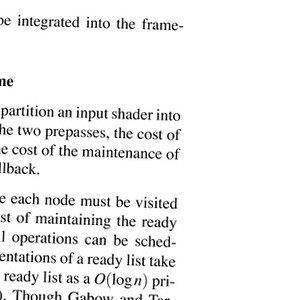 be integrated into the frame-
me
partition an input shader into
the two prepasses, the cost of
e cost of the maintenance of
llback.
e each node must be visited
st of maintaining the ready
l operations can be sched-
entations of a ready list take
ready list as a O(log n) pri-
). Though Gabow and Tar-